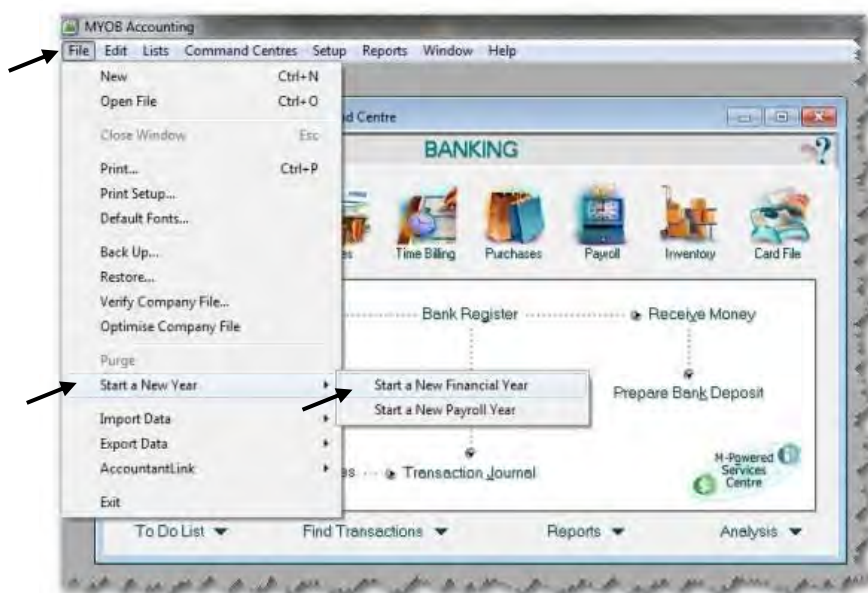 MYOB Accounting
File Edit Lists Command Centres Setup Reports Window Help
New Ctrl+N
Open File Ctrl+O
Close Window Esc
Print... Ctrl+P
Print Setup...
Default Fonts...
Back Up...
Restore...
Verify Company File...
Optimise Company File
Purge
Start a New Year
Import Data
Export Data
AccountantLink
Exit
Start a New Financial Year
Start a New Payroll Year
Centre
BANKING
?
Time Billing Purchases Payroll Inventory Card File
Bank Register Receive Money
Prepare Bank Deposit
Transaction Journal
M-Powered
Services
Centre
To Do List Find Transactions Reports Analysis